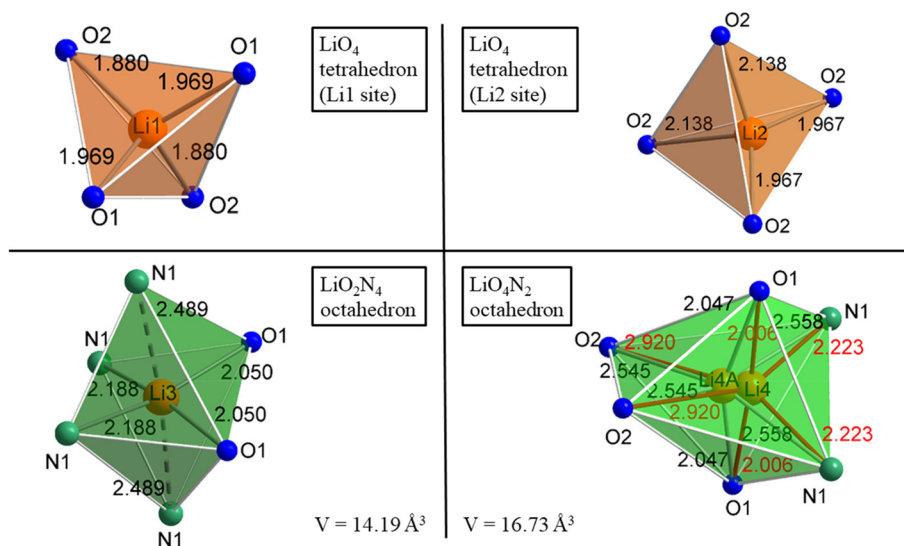 O2
O1
1.880
1.969
Li1
1.969
1.880
O1
O2
LiO4
tetrahedron
(Li1 site)
LiO4
tetrahedron
(Li2 site)
O2
2.138
O2
O2
2.138
Li2
1.967
1.967
O2
N1
2.489
O1
N1
2.050
2.188
Li3
2.050
N1
2.188
O1
2.489
N1
LiO2N4
octahedron
V = 14.19 Å³
LiO4N2
octahedron
O1
2.047
N1
2.006
2.558
O2
2.920
2.223
2.545
Li4A
Li4
2.545
2.920
O2
2.558
2.223
2.047
2.006
N1
O1
V = 16.73 Å³